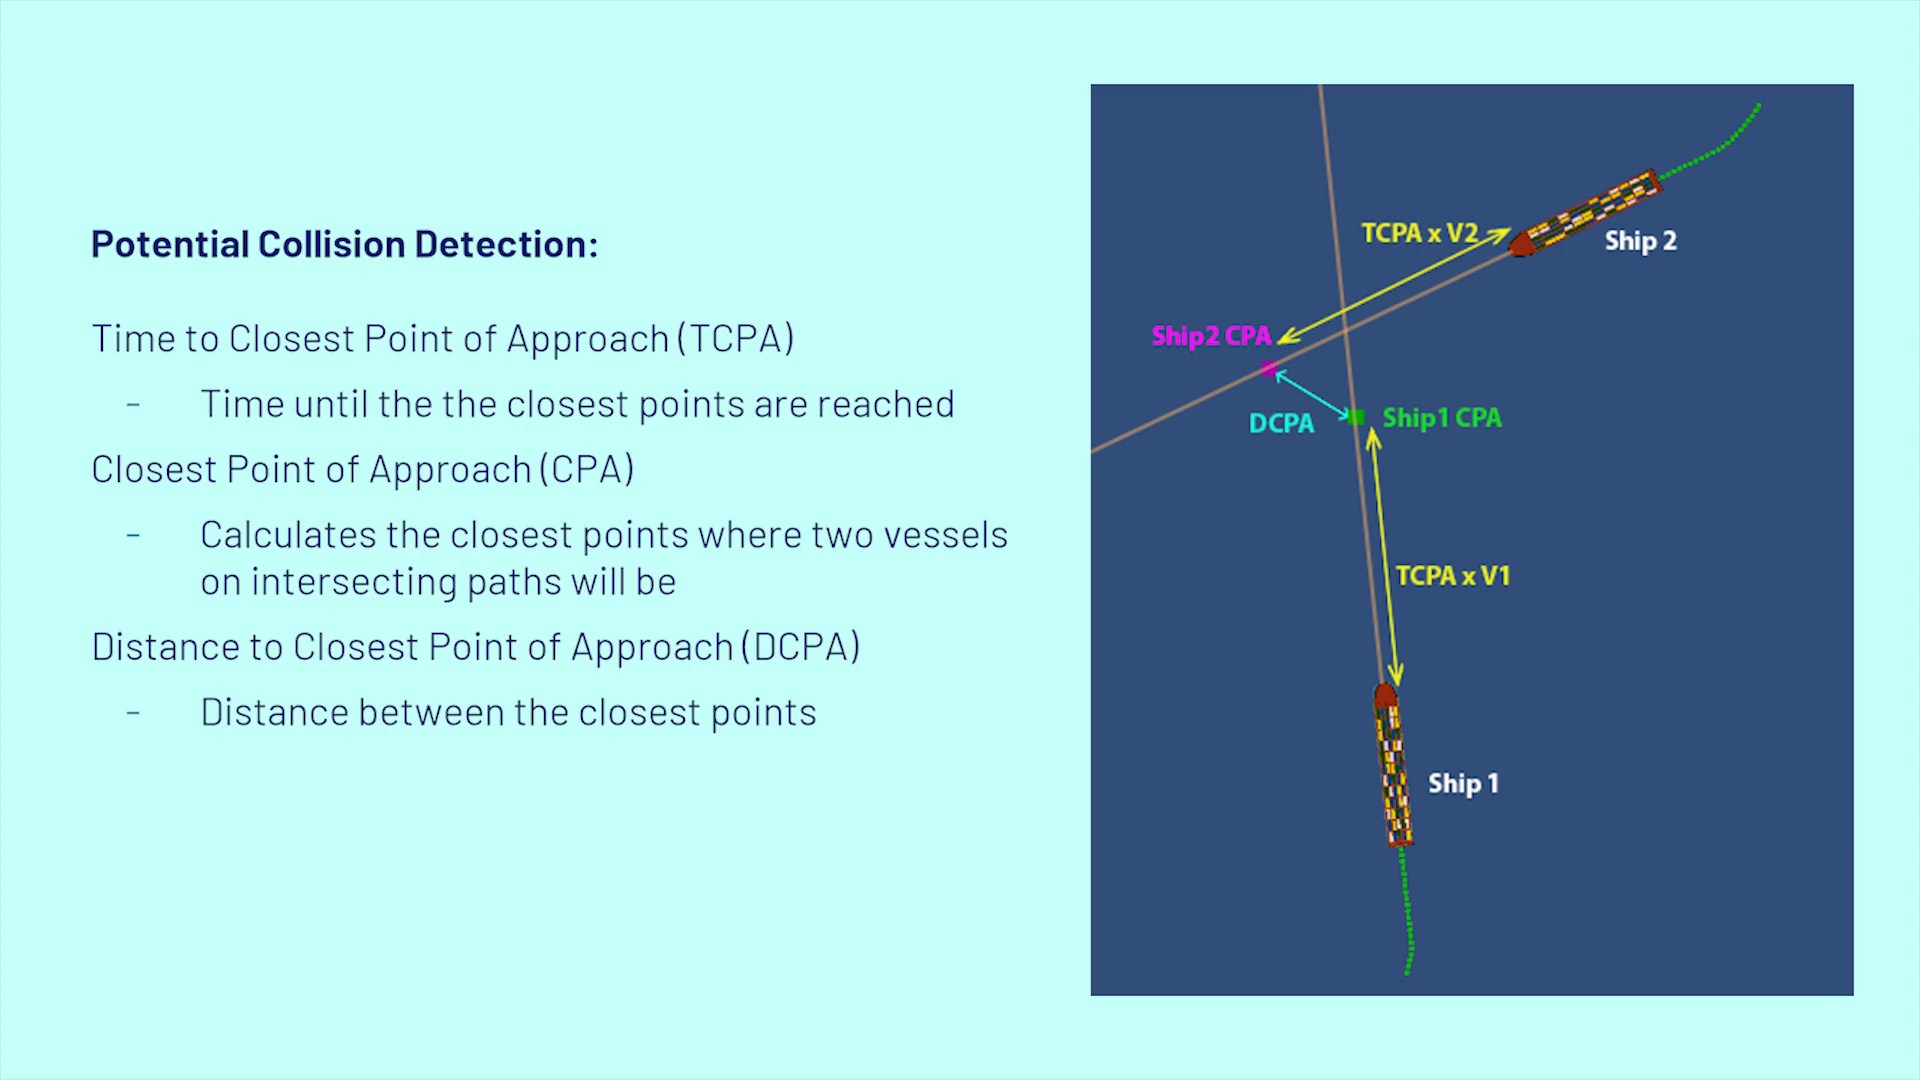 Potential Collision Detection:
Time to Closest Point of Approach (TCPA)
- Time until the the closest points are reached
Closest Point of Approach (CPA)
- Calculates the closest points where two vessels
on intersecting paths will be
Distance to Closest Point of Approach (DCPA)
- Distance between the closest points
TCPA x V2
Ship 2
Ship2 CPA
DCPA
Ship1 CPA
TCPA x V1
Ship 1